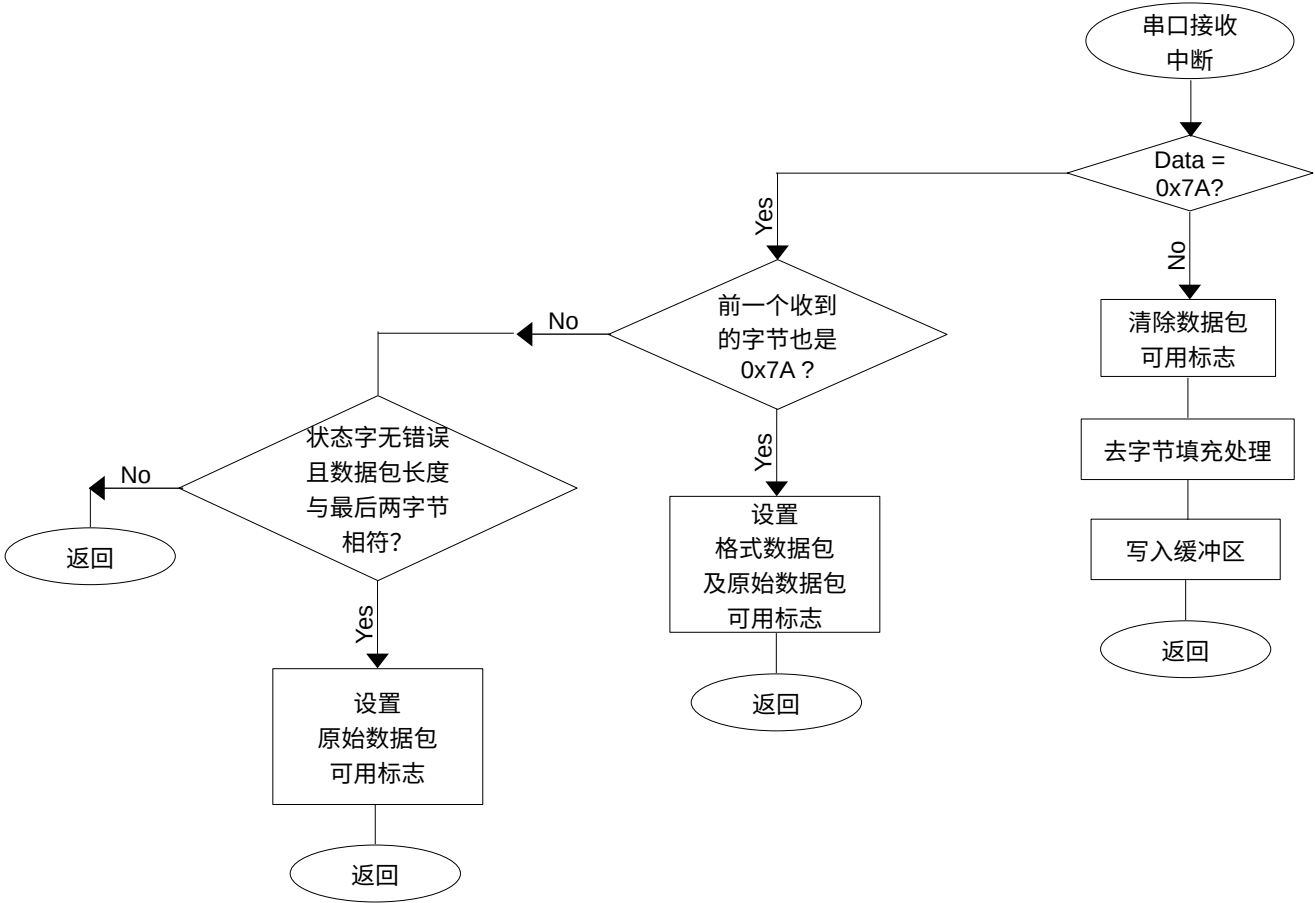 串口接收
中断
Data =
0x7A?
Yes
No
前一个收到
的字节也是
0x7A ?
No
清除数据包
可用标志
状态字无错误
且数据包长度
与最后两字节
相符？
No
Yes
去字节填充处理
设置
格式数据包
及原始数据包
可用标志
写入缓冲区
返回
Yes
返回
设置
原始数据包
可用标志
返回
返回